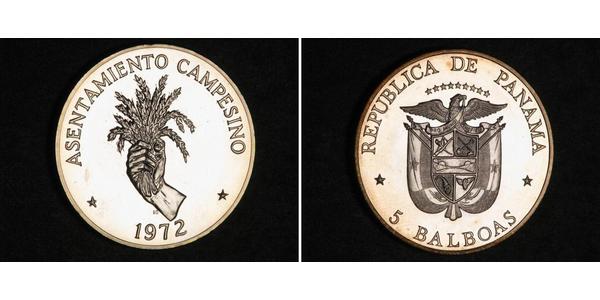 ASENTAMIENTO CAMPESINO
1972
REPUBLICA DE PANAMA
5 BALBOAS